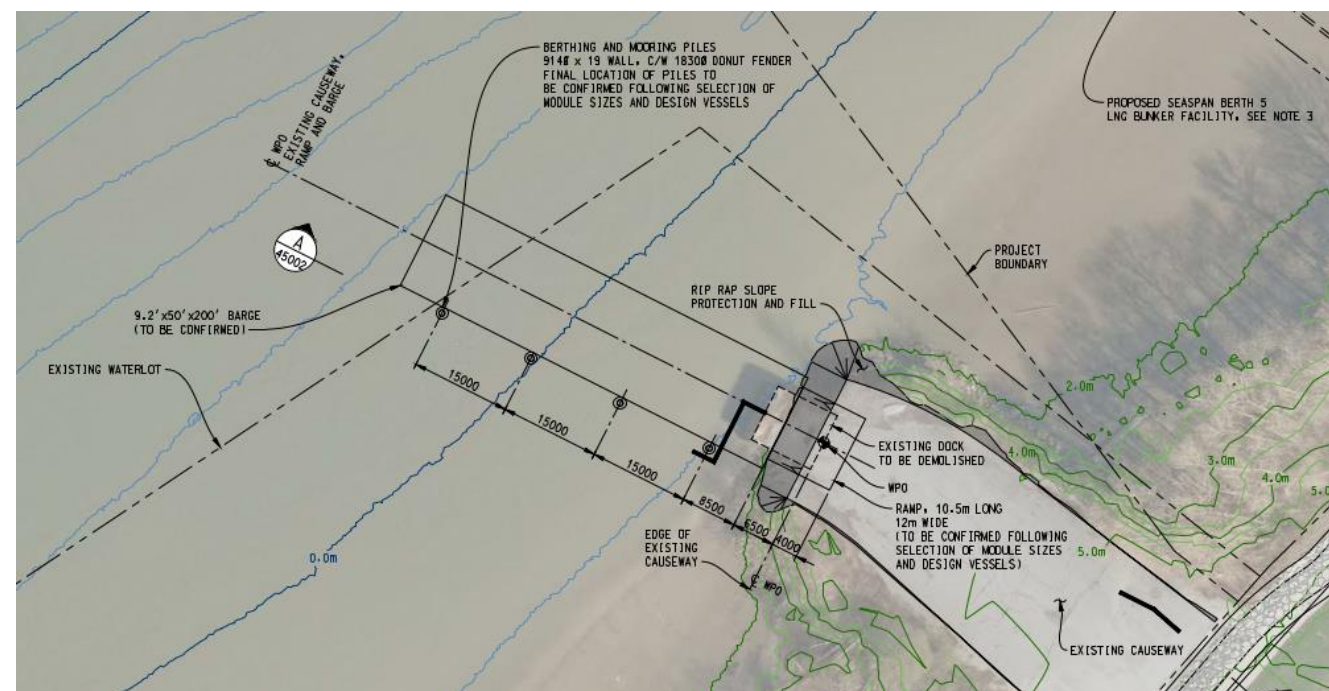 BERTHING AND MOORING PILES
914Ø x 19 WALL, C/W 1830Ø DONUT FENDER
FINAL LOCATION OF PILES TO
BE CONFIRMED FOLLOWING SELECTION OF
MODULE SIZES AND DESIGN VESSELS
℄ WPO
EXISTING CAUSEWAY,
RAMP AND BARGE
PROPOSED SEASPAN BERTH 5
LNG BUNKER FACILITY, SEE NOTE 3
A
45002
PROJECT
BOUNDARY
RIP RAP SLOPE
PROTECTION AND FILL
9.2'x50'x200' BARGE
(TO BE CONFIRMED)
EXISTING WATERLOT
2.0m
15000
15000
15000
8500
6500
4000
EXISTING DOCK
TO BE DEMOLISHED
4.0m
3.0m
4.0m
5.0
WPO
RAMP, 10.5m LONG
12m WIDE
(TO BE CONFIRMED FOLLOWING
SELECTION OF MODULE SIZES
AND DESIGN VESSELS)
5.0m
EDGE OF
EXISTING
CAUSEWAY
0.0m
℄ WPO
EXISTING CAUSEWAY